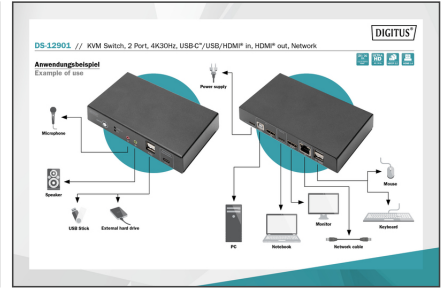 DIGITUS®
DS-12901 // KVM Switch, 2 Port, 4K30Hz, USB-C™/USB/HDMI® in, HDMI® out, Network
Anwendungsbeispiel
Example of use
Power supply
Microphone
Speaker
USB Stick
External hard drive
PC
Notebook
Monitor
Network cable
Mouse
Keyboard